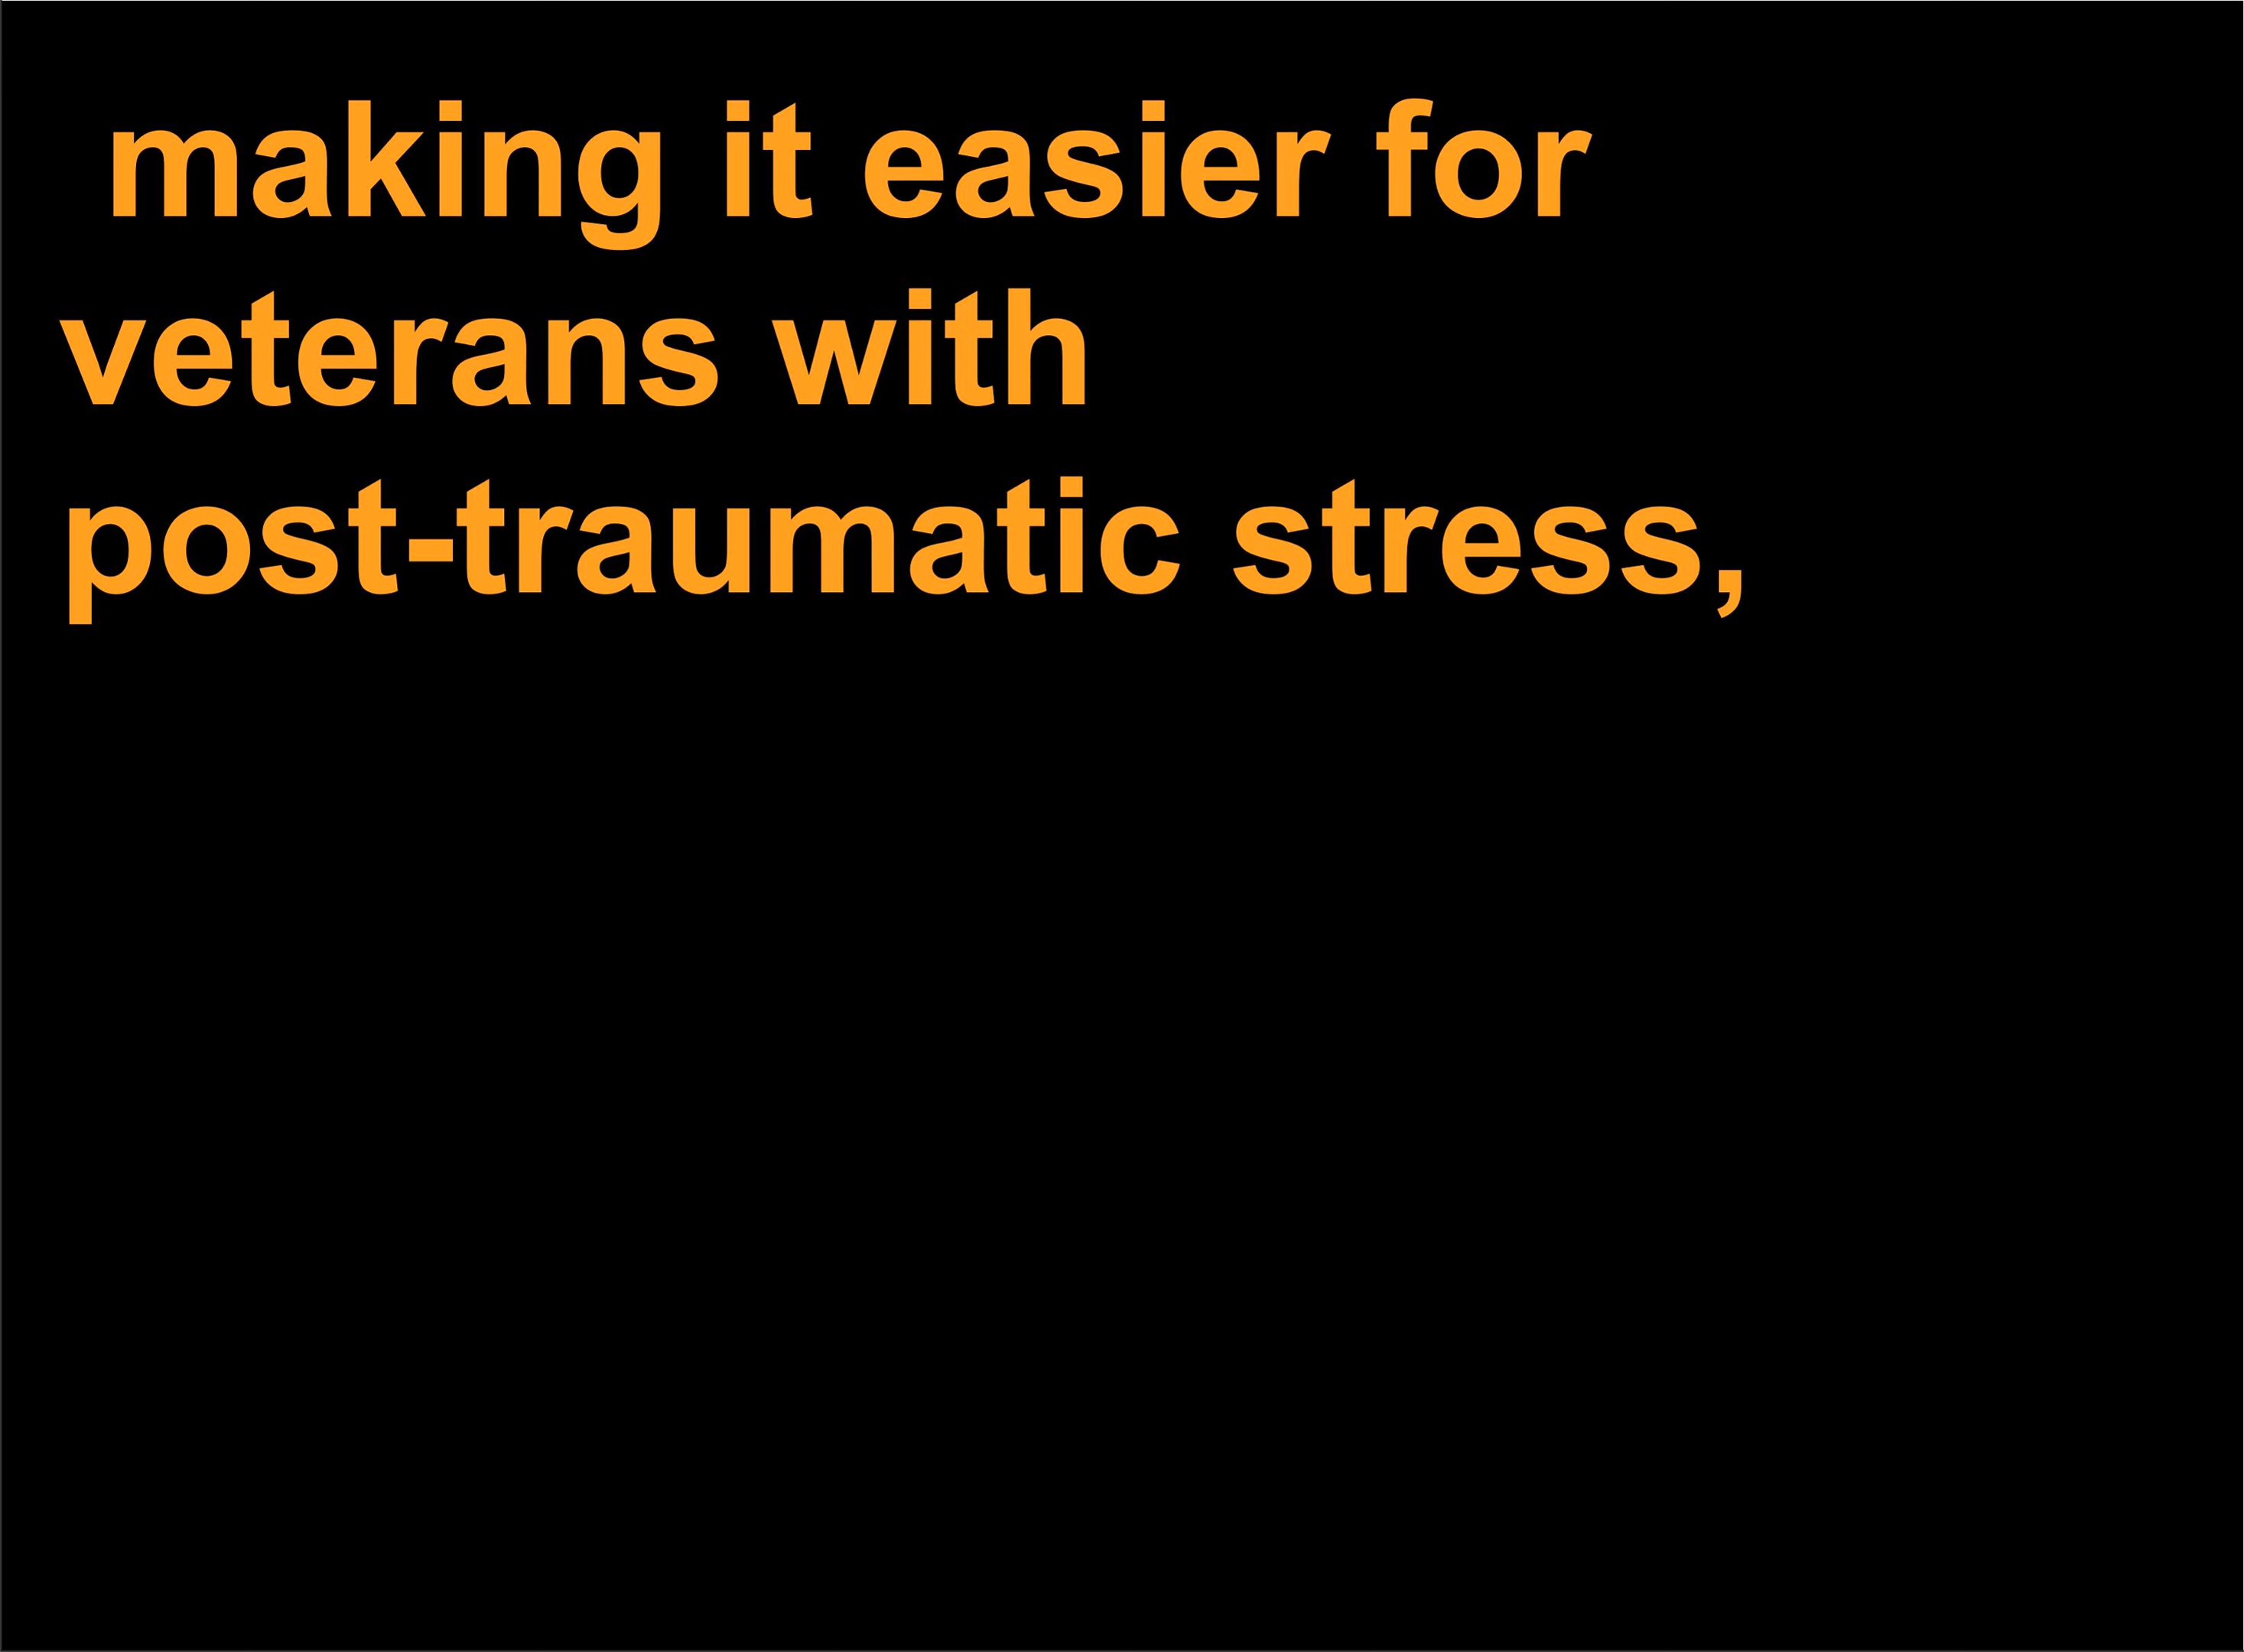 making it easier for
veterans with
post-traumatic stress,